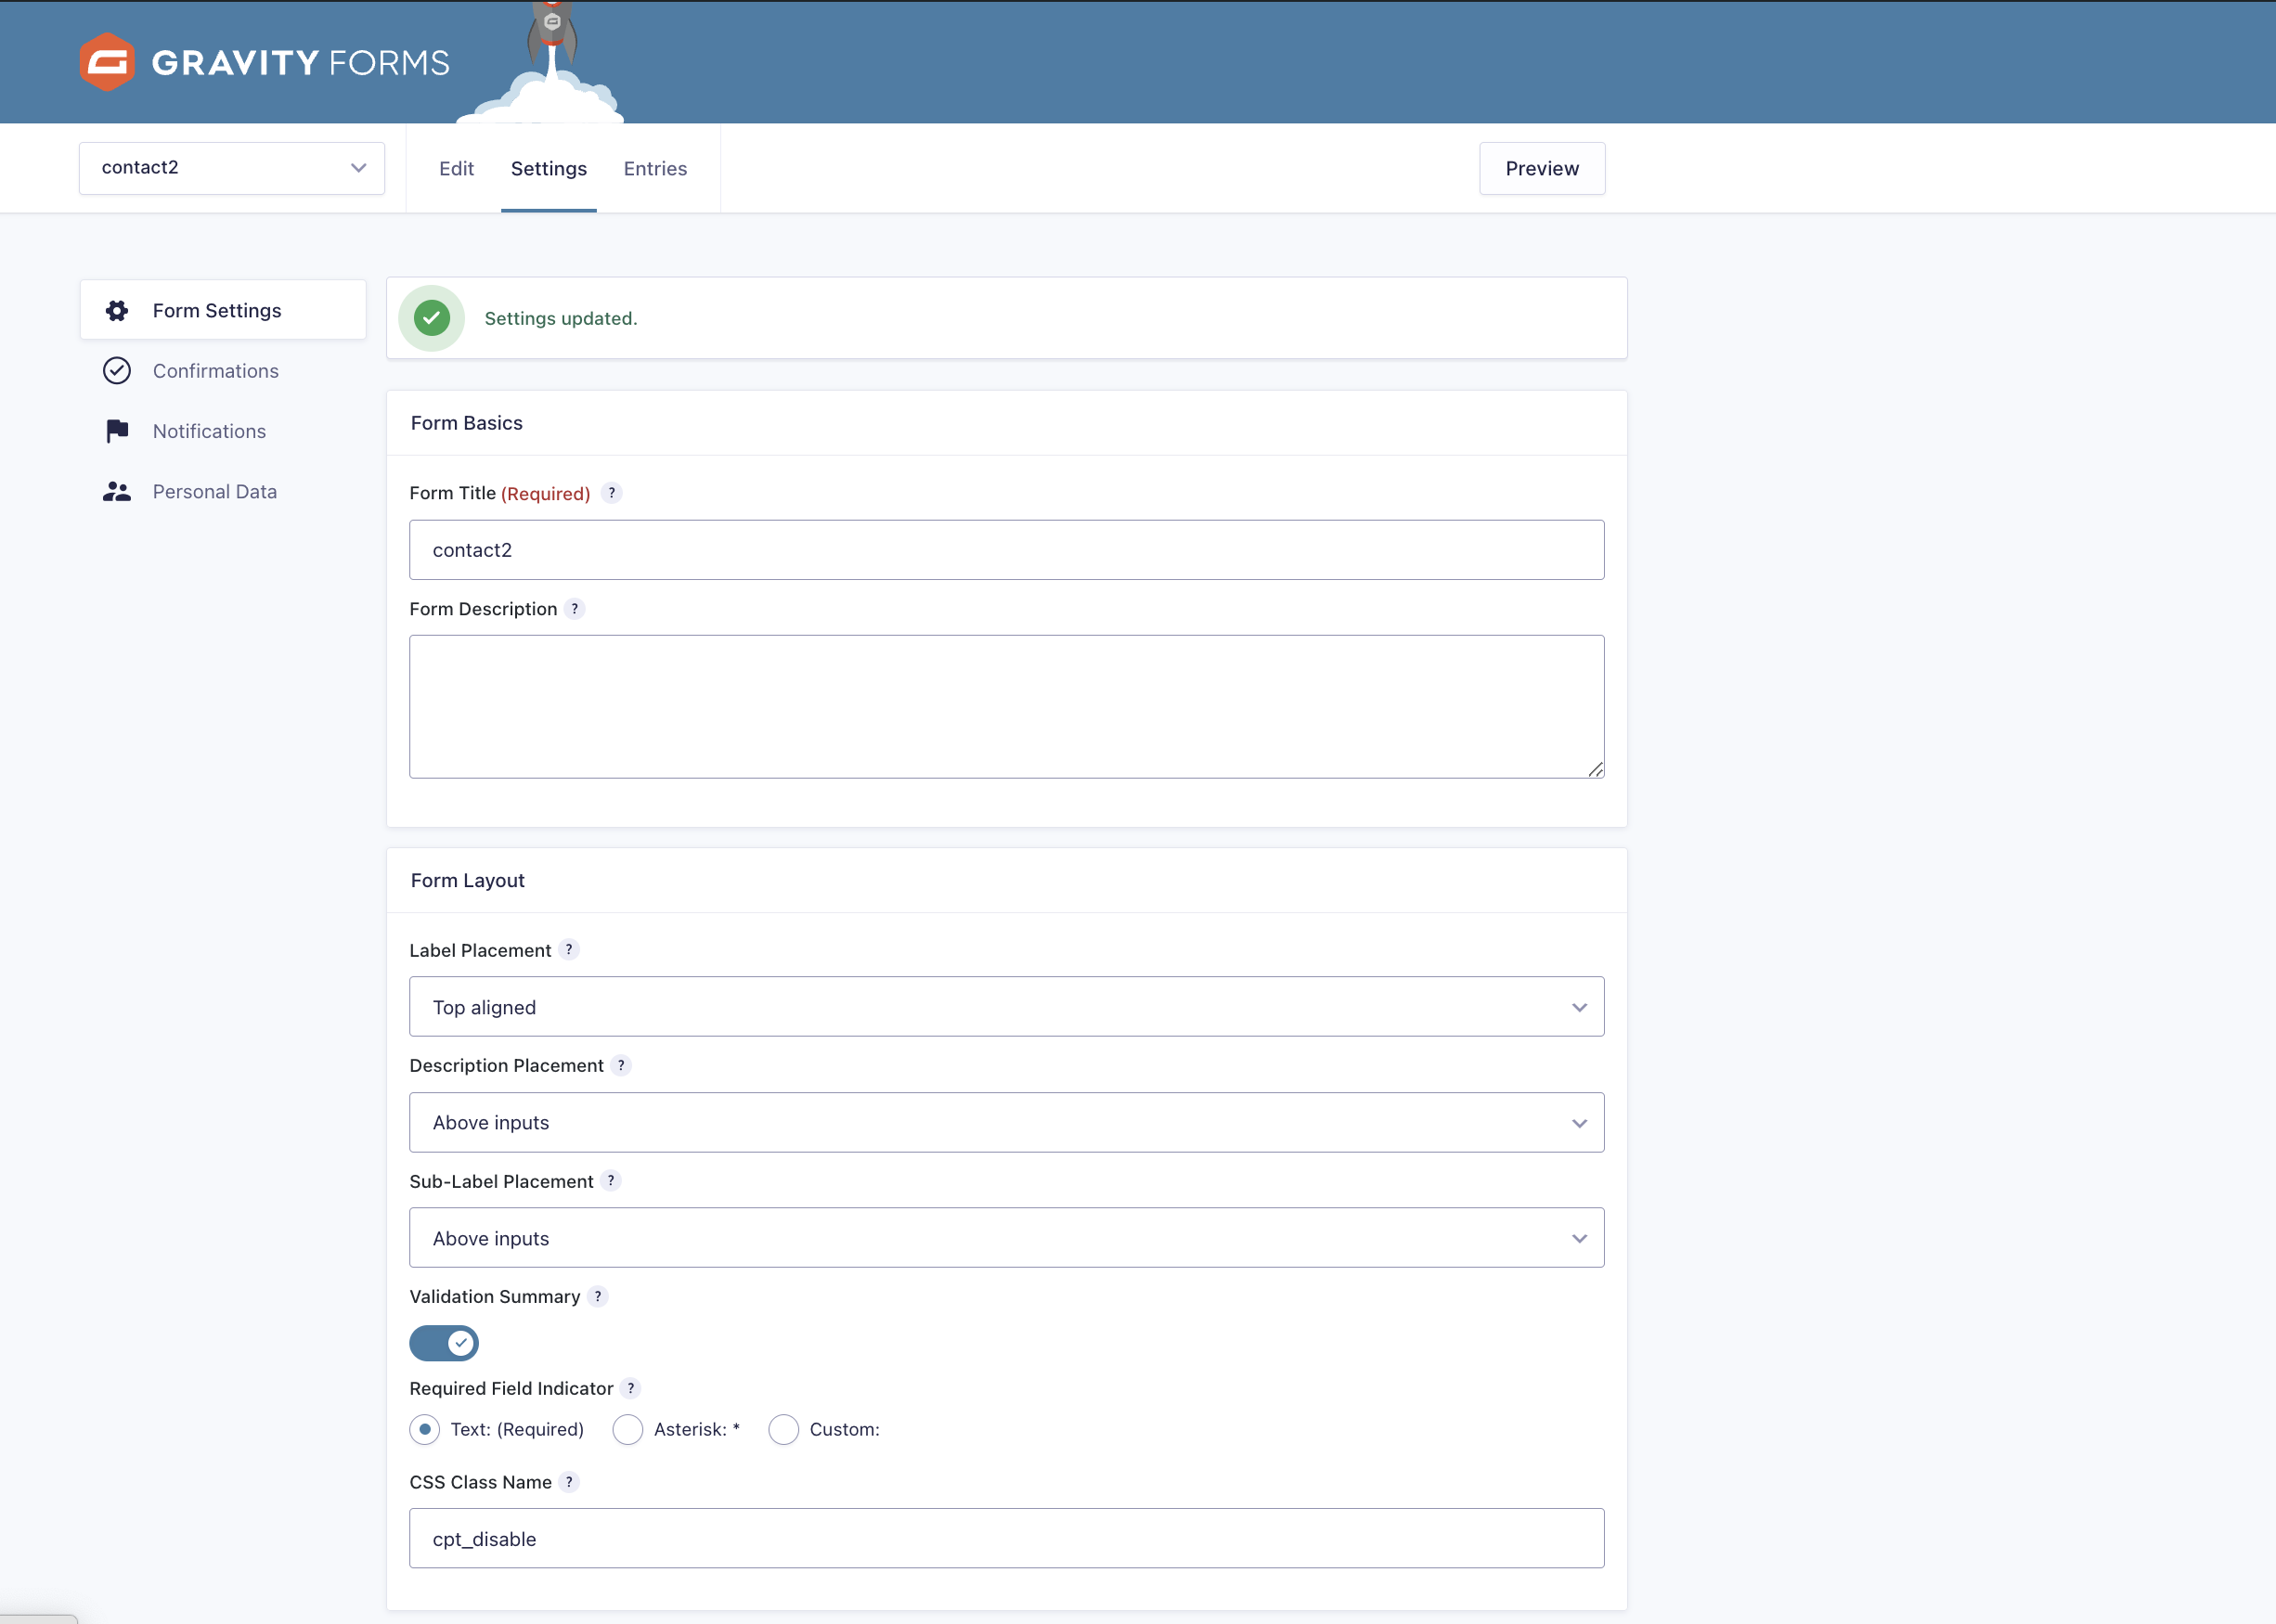 GRAVITY FORMS
contact2
Edit Settings Entries
Preview
Form Settings
Confirmations
Notifications
Personal Data
Settings updated.
Form Basics
Form Title (Required) ?
contact2
Form Description ?
Form Layout
Label Placement ?
Top aligned
Description Placement ?
Above inputs
Sub-Label Placement ?
Above inputs
Validation Summary ?
Required Field Indicator ?
Text: (Required) Asterisk: * Custom:
CSS Class Name ?
cpt_disable